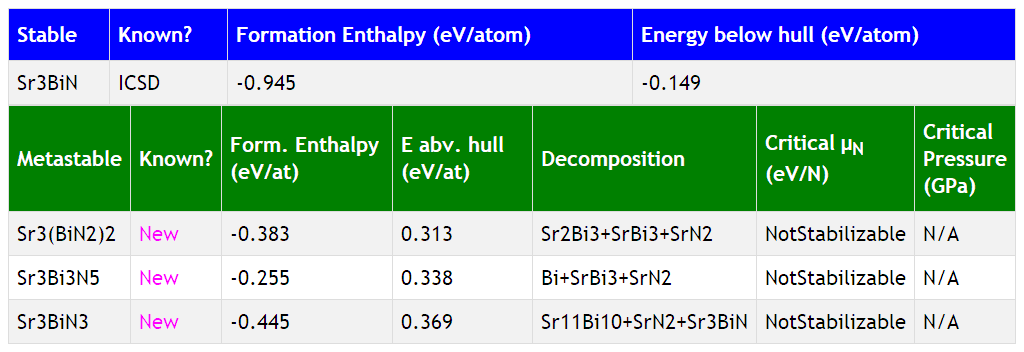 Stable Known? Formation Enthalpy (eV/atom) Energy below hull (eV/atom)
Sr3BiN ICSD -0.945 -0.149
Metastable Known? Form. Enthalpy (eV/at) E abv. hull (eV/at) Decomposition Critical μN (eV/N) Critical Pressure (GPa)
Sr3(BiN2)2 New -0.383 0.313 Sr2Bi3+SrBi3+SrN2 NotStabilizable N/A
Sr3Bi3N5 New -0.255 0.338 Bi+SrBi3+SrN2 NotStabilizable N/A
Sr3BiN3 New -0.445 0.369 Sr11Bi10+SrN2+Sr3BiN NotStabilizable N/A